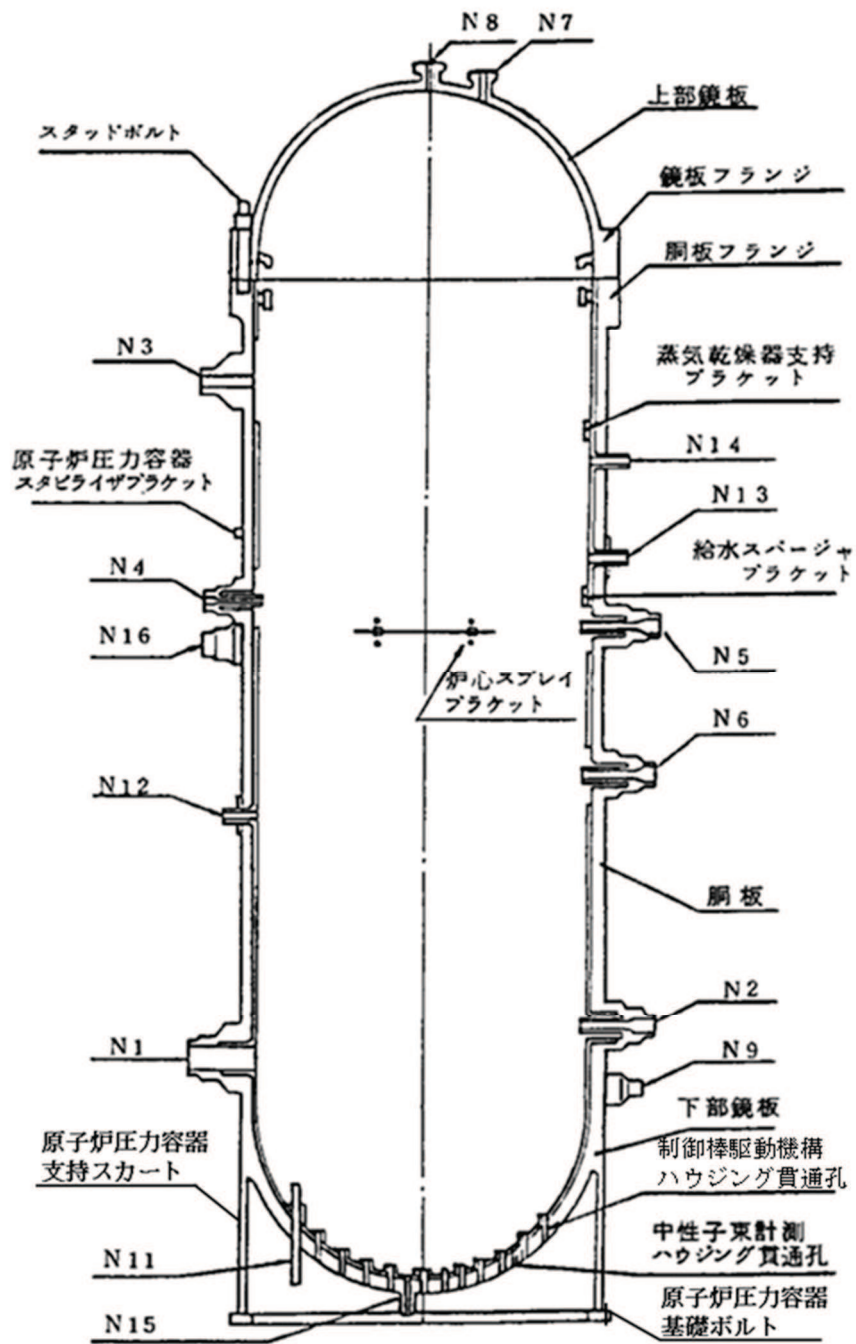 N8
N7
上部鏡板
スタッドボルト
鏡板フランジ
胴板フランジ
N3
蒸気乾燥器支持
ブラケット
N14
原子炉圧力容器
スタビライザブラケット
N13
給水スパージャ
ブラケット
N4
N16
N5
炉心スプレイ
ブラケット
N6
N12
胴板
N2
N1
N9
下部鏡板
原子炉圧力容器
支持スカート
制御棒駆動機構
ハウジング貫通孔
中性子束計測
ハウジング貫通孔
N11
原子炉圧力容器
基礎ボルト
N15